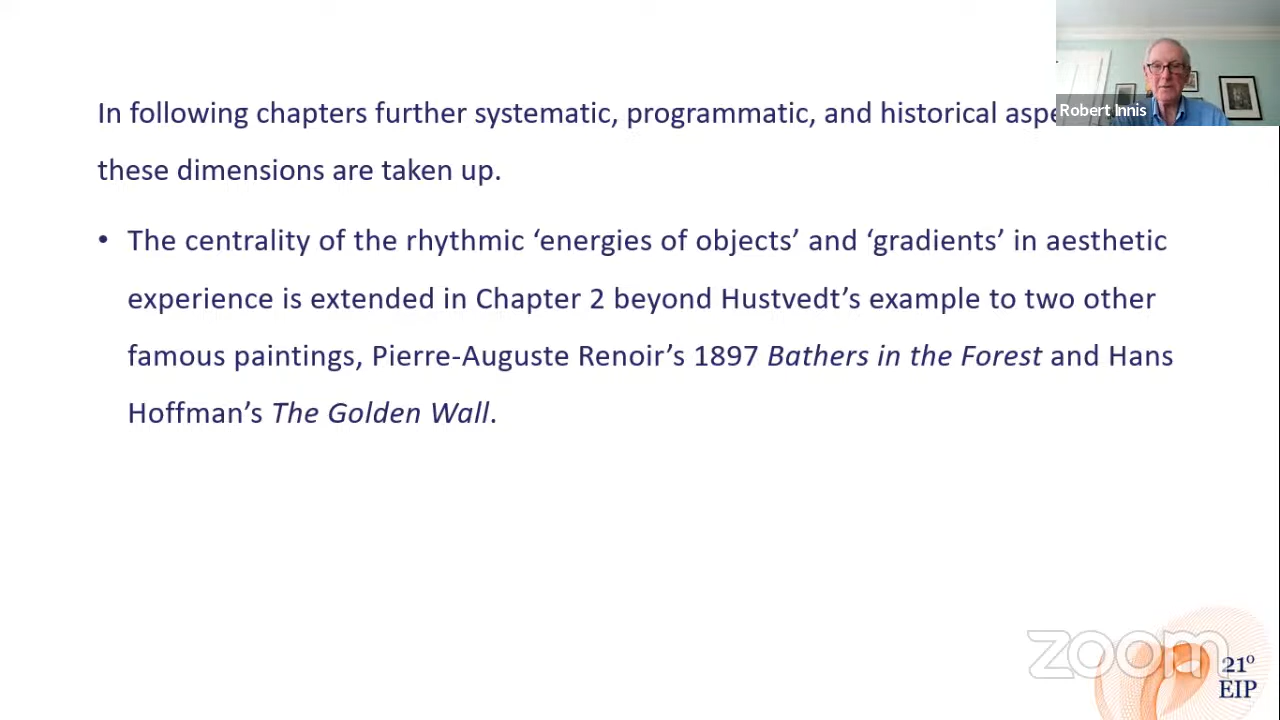 In following chapters further systematic, programmatic, and historical
these dimensions are taken up.
• The centrality of the rhythmic ‘energies of objects’ and ‘gradients’ in aesthetic
experience is extended in Chapter 2 beyond Hustvedt’s example to two other
famous paintings, Pierre-Auguste Renoir’s 1897 Bathers in the Forest and Hans
Hoffman’s The Golden Wall.
Robert Innis
zoom
21º
EIP